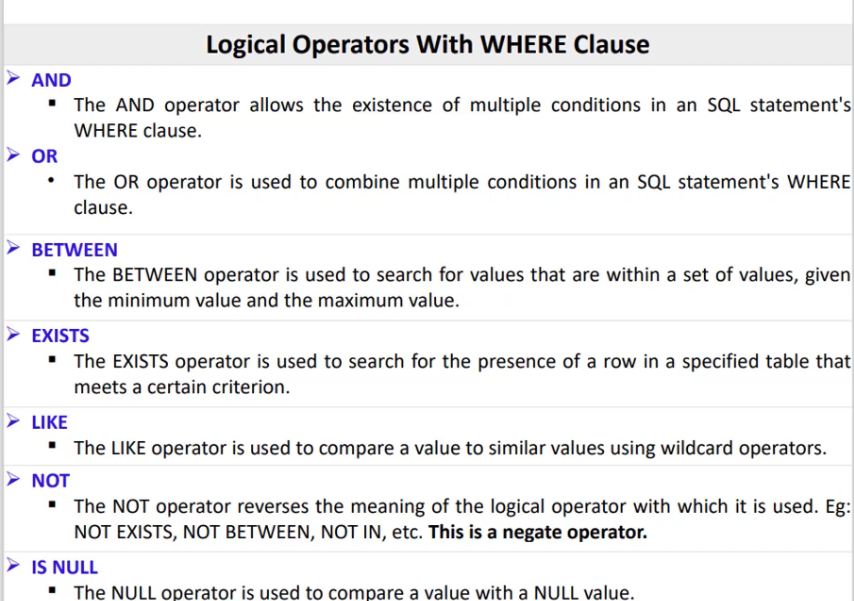 Logical Operators With WHERE Clause
➢ AND
▪ The AND operator allows the existence of multiple conditions in an SQL statement's
WHERE clause.
➢ OR
• The OR operator is used to combine multiple conditions in an SQL statement's WHERE
clause.
➢ BETWEEN
▪ The BETWEEN operator is used to search for values that are within a set of values, given
the minimum value and the maximum value.
➢ EXISTS
▪ The EXISTS operator is used to search for the presence of a row in a specified table that
meets a certain criterion.
➢ LIKE
▪ The LIKE operator is used to compare a value to similar values using wildcard operators.
➢ NOT
▪ The NOT operator reverses the meaning of the logical operator with which it is used. Eg:
NOT EXISTS, NOT BETWEEN, NOT IN, etc. This is a negate operator.
➢ IS NULL
▪ The NULL operator is used to compare a value with a NULL value.